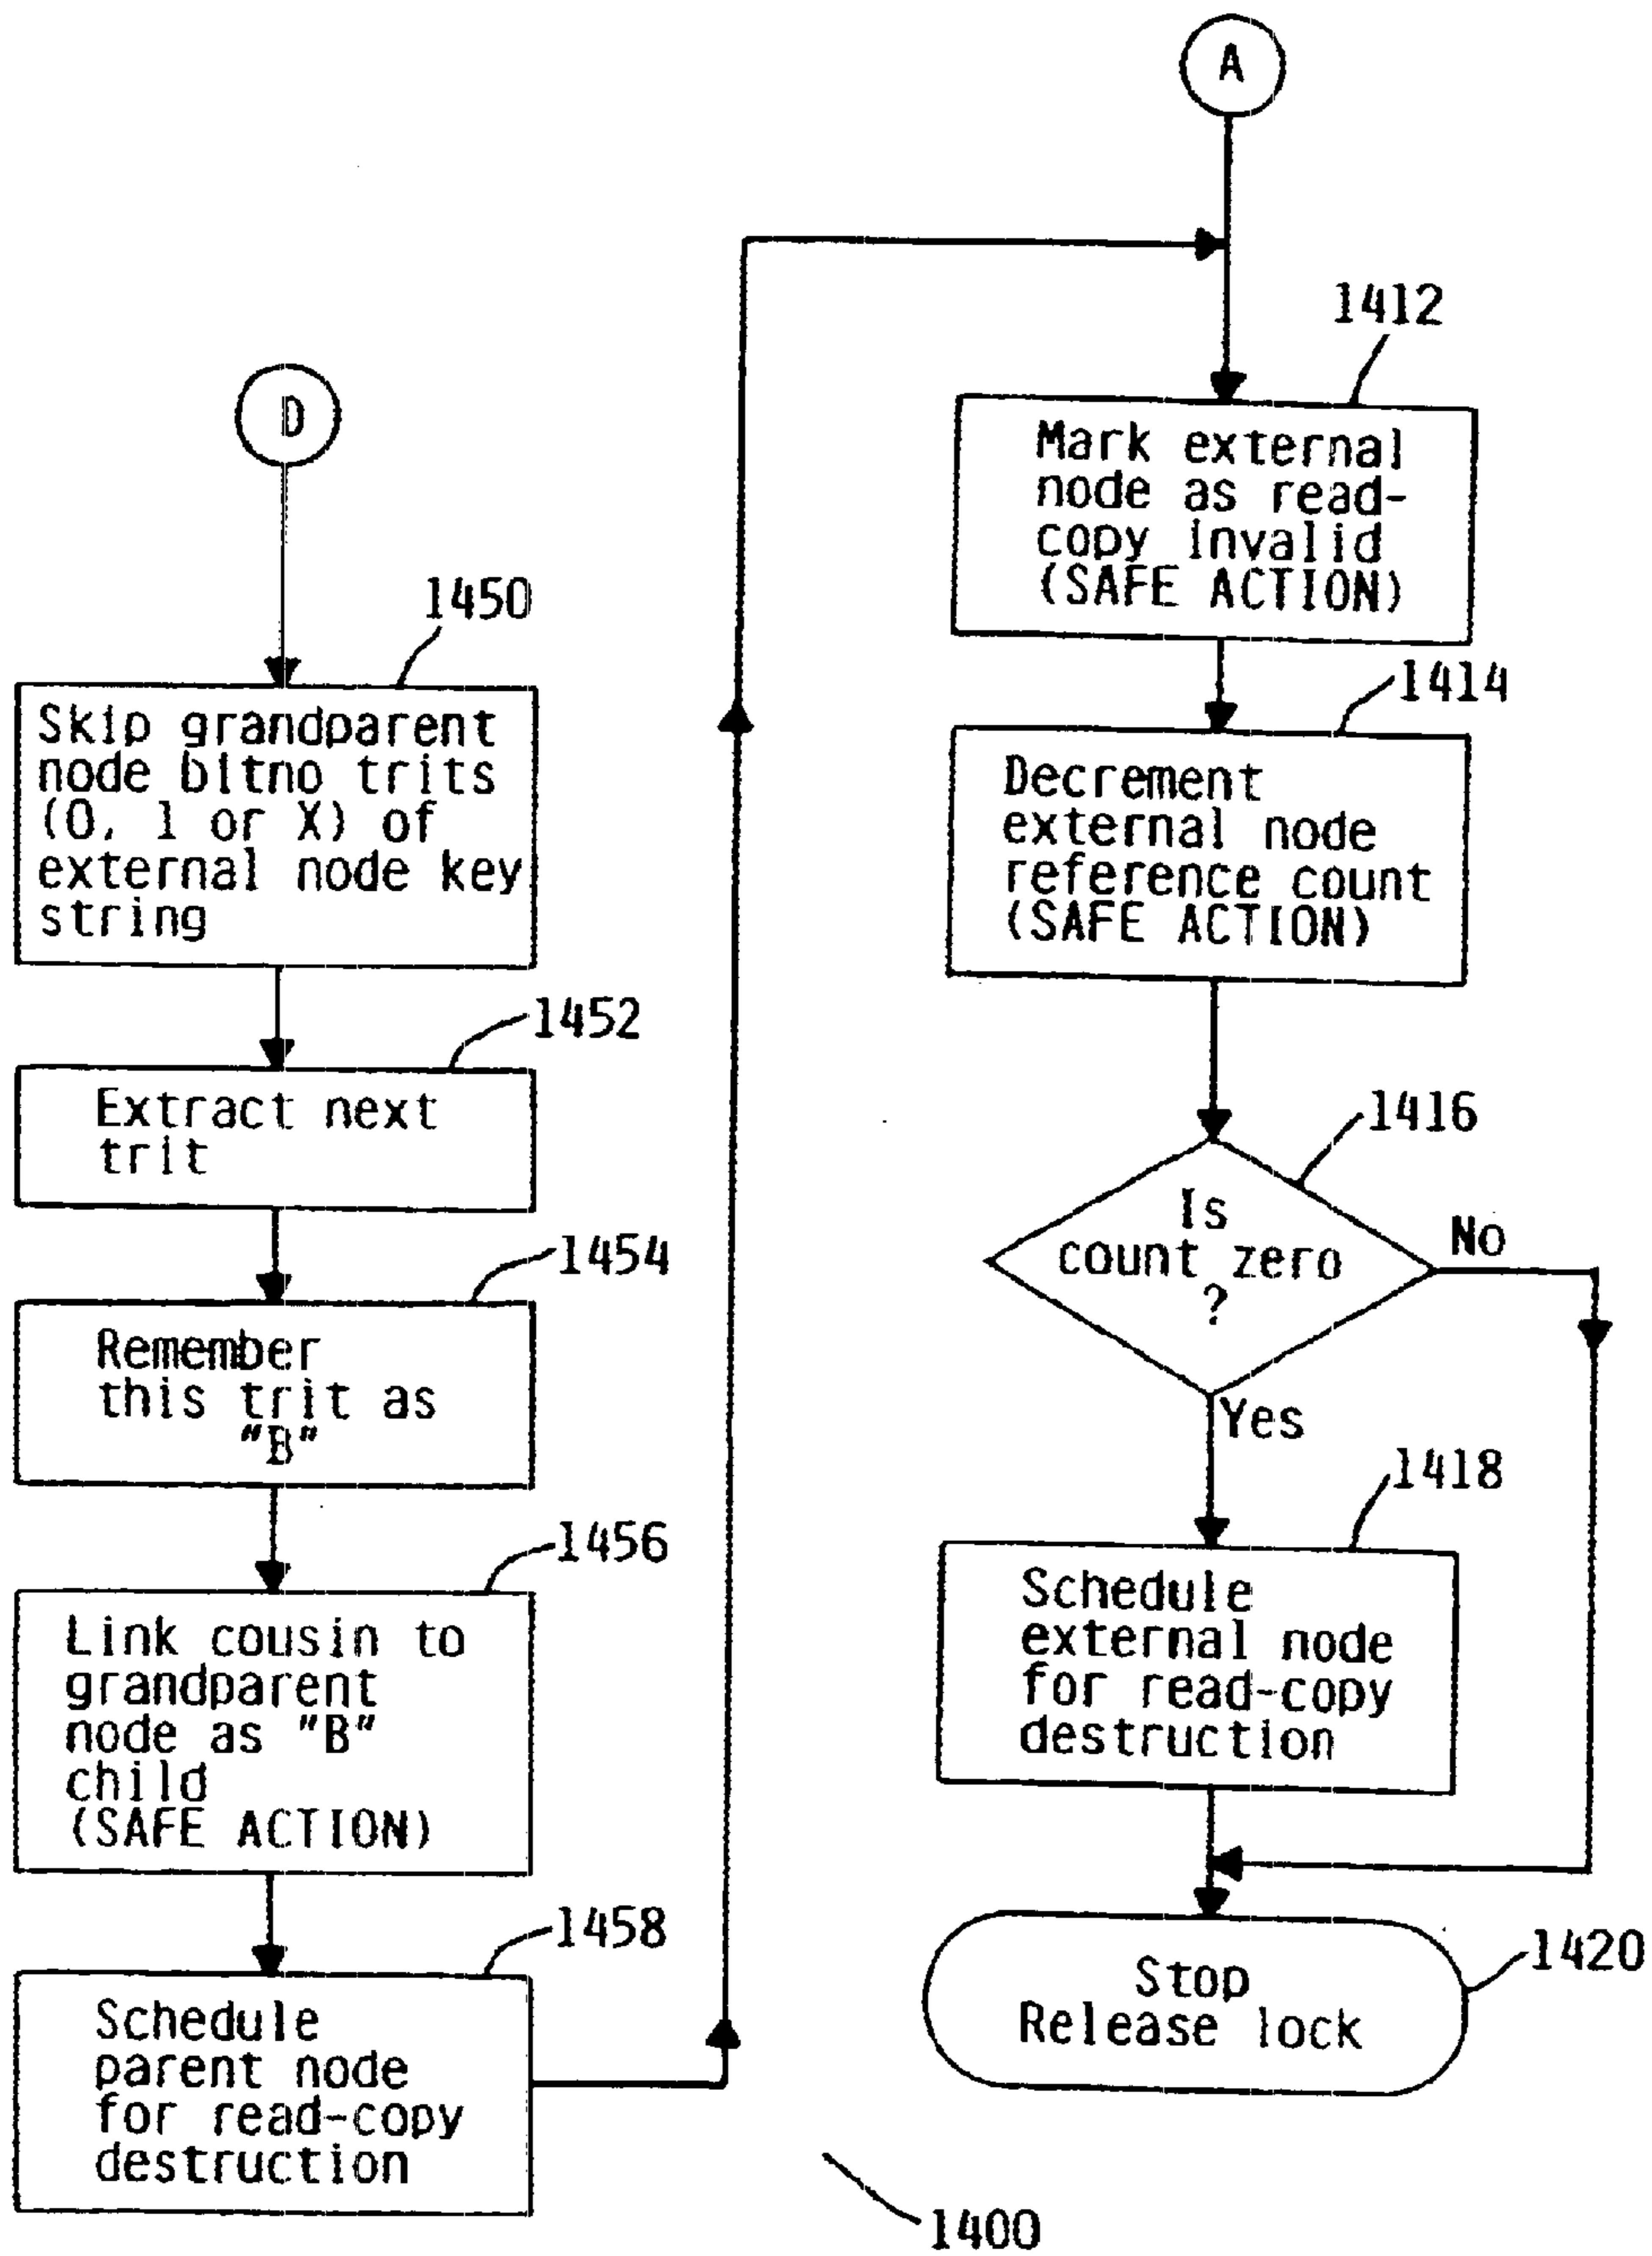 D
1450
Skip grandparent
node bitno trits
(0, 1 or X) of
external node key
string
1452
Extract next
trit
1454
Remember
this trit as
"B"
1456
Link cousin to
grandparent
node as "B"
child
(SAFE ACTION)
1458
Schedule
parent node
for read-copy
destruction
A
1412
Mark external
node as read-
copy invalid
(SAFE ACTION)
1414
Decrement
external node
reference count
(SAFE ACTION)
1416
Is
count zero
?
No
Yes
1418
Schedule
external node
for read-copy
destruction
1420
Stop
Release lock
1400